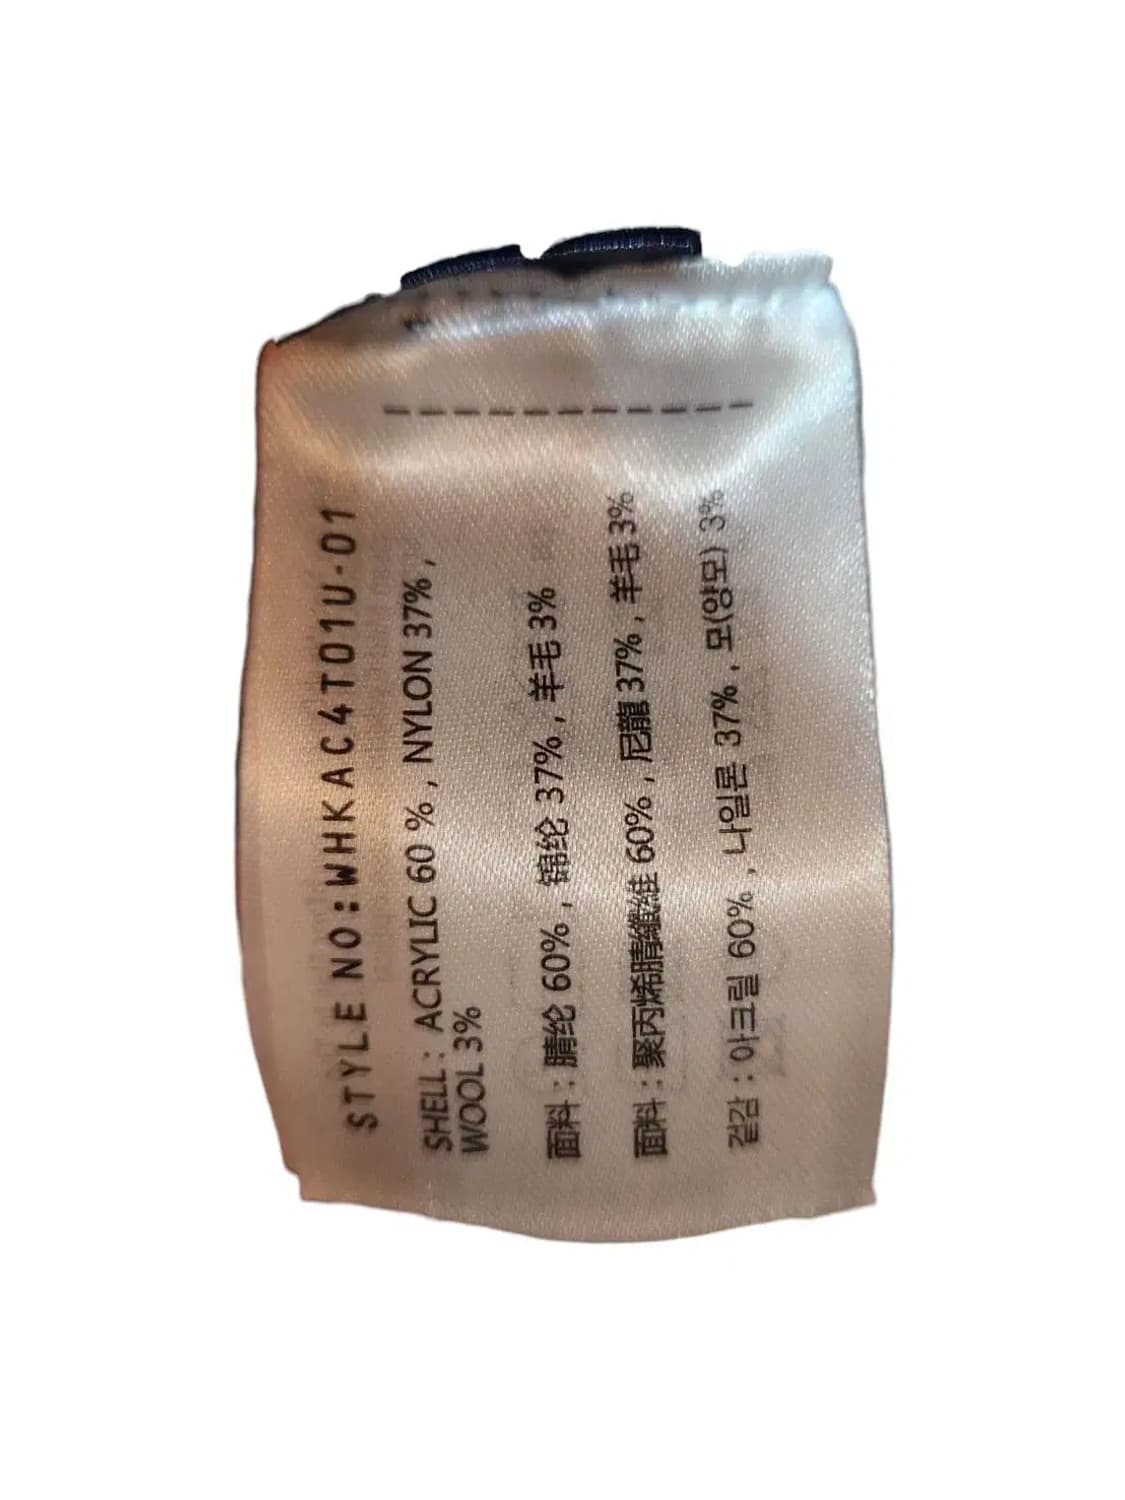 STYLE NO:WHKAC4T01U-01
SHELL : ACRYLIC 60 % , NYLON 37% ,
WOOL 3%
面料 : 腈纶 60% , 锦纶 37% , 羊毛 3%
面料 : 聚丙烯腈纖維 60% , 尼龍 37% , 羊毛 3%
겉감 : 아크릴 60% , 나일론 37% , 모(양모) 3%